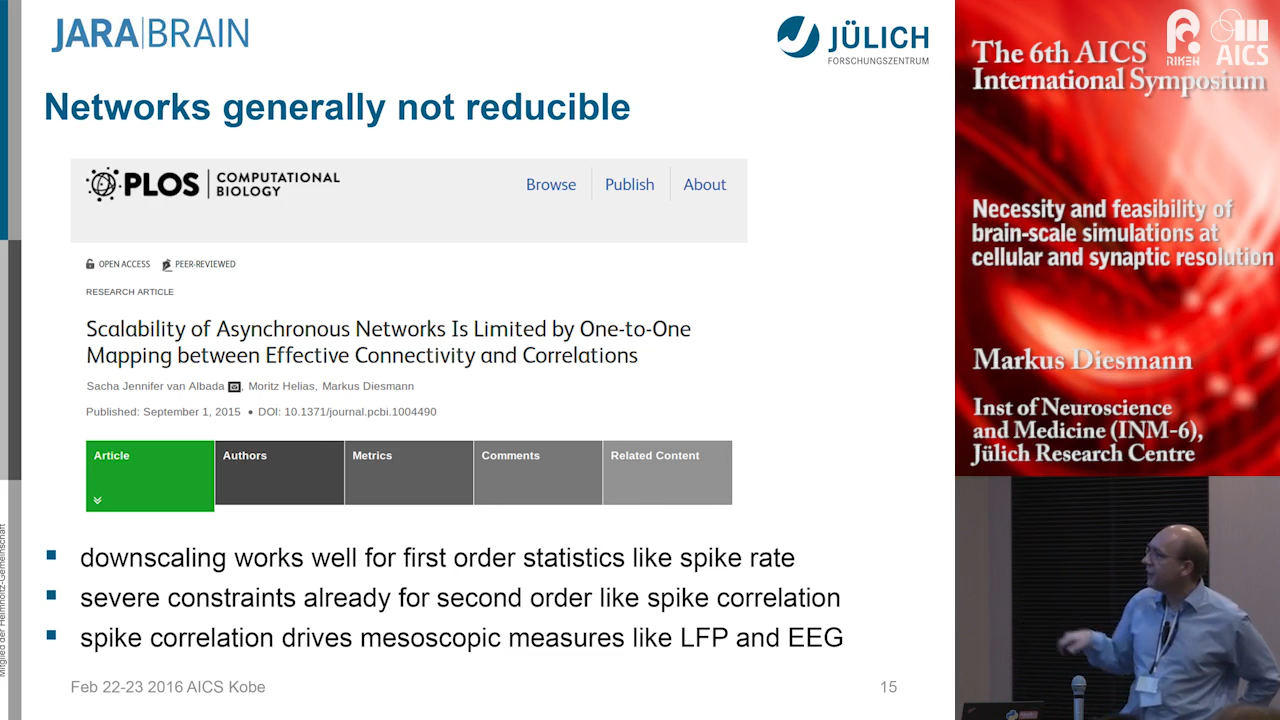 JARA|BRAIN
JÜLICH
FORSCHUNGSZENTRUM
Networks generally not reducible
PLOS | COMPUTATIONAL
BIOLOGY
Browse Publish About
OPEN ACCESS PEER-REVIEWED
RESEARCH ARTICLE
Scalability of Asynchronous Networks Is Limited by One-to-One
Mapping between Effective Connectivity and Correlations
Sacha Jennifer van Albada , Moritz Helias, Markus Diesmann
Published: September 1, 2015 • DOI: 10.1371/journal.pcbi.1004490
Article Authors Metrics Comments Related Content
▪ downscaling works well for first order statistics like spike rate
▪ severe constraints already for second order like spike correlation
▪ spike correlation drives mesoscopic measures like LFP and EEG
Mitglied der Helmholtz-Gemeinschaft
Feb 22-23 2016 AICS Kobe
15
RIKEN
AICS
The 6th AICS
International Symposium
Necessity and feasibility of
brain-scale simulations at
cellular and synaptic resolution
Markus Diesmann
Inst of Neuroscience
and Medicine (INM-6),
Jülich Research Centre